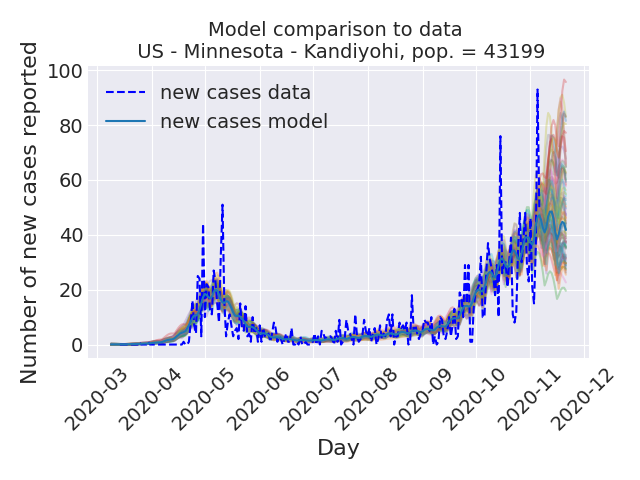 Model comparison to data
US - Minnesota - Kandiyohi, pop. = 43199
Number of new cases reported
100
80
60
40
20
0
new cases data
new cases model
2020-03
2020-04
2020-05
2020-06
2020-07
2020-08
2020-09
2020-10
2020-11
2020-12
Day